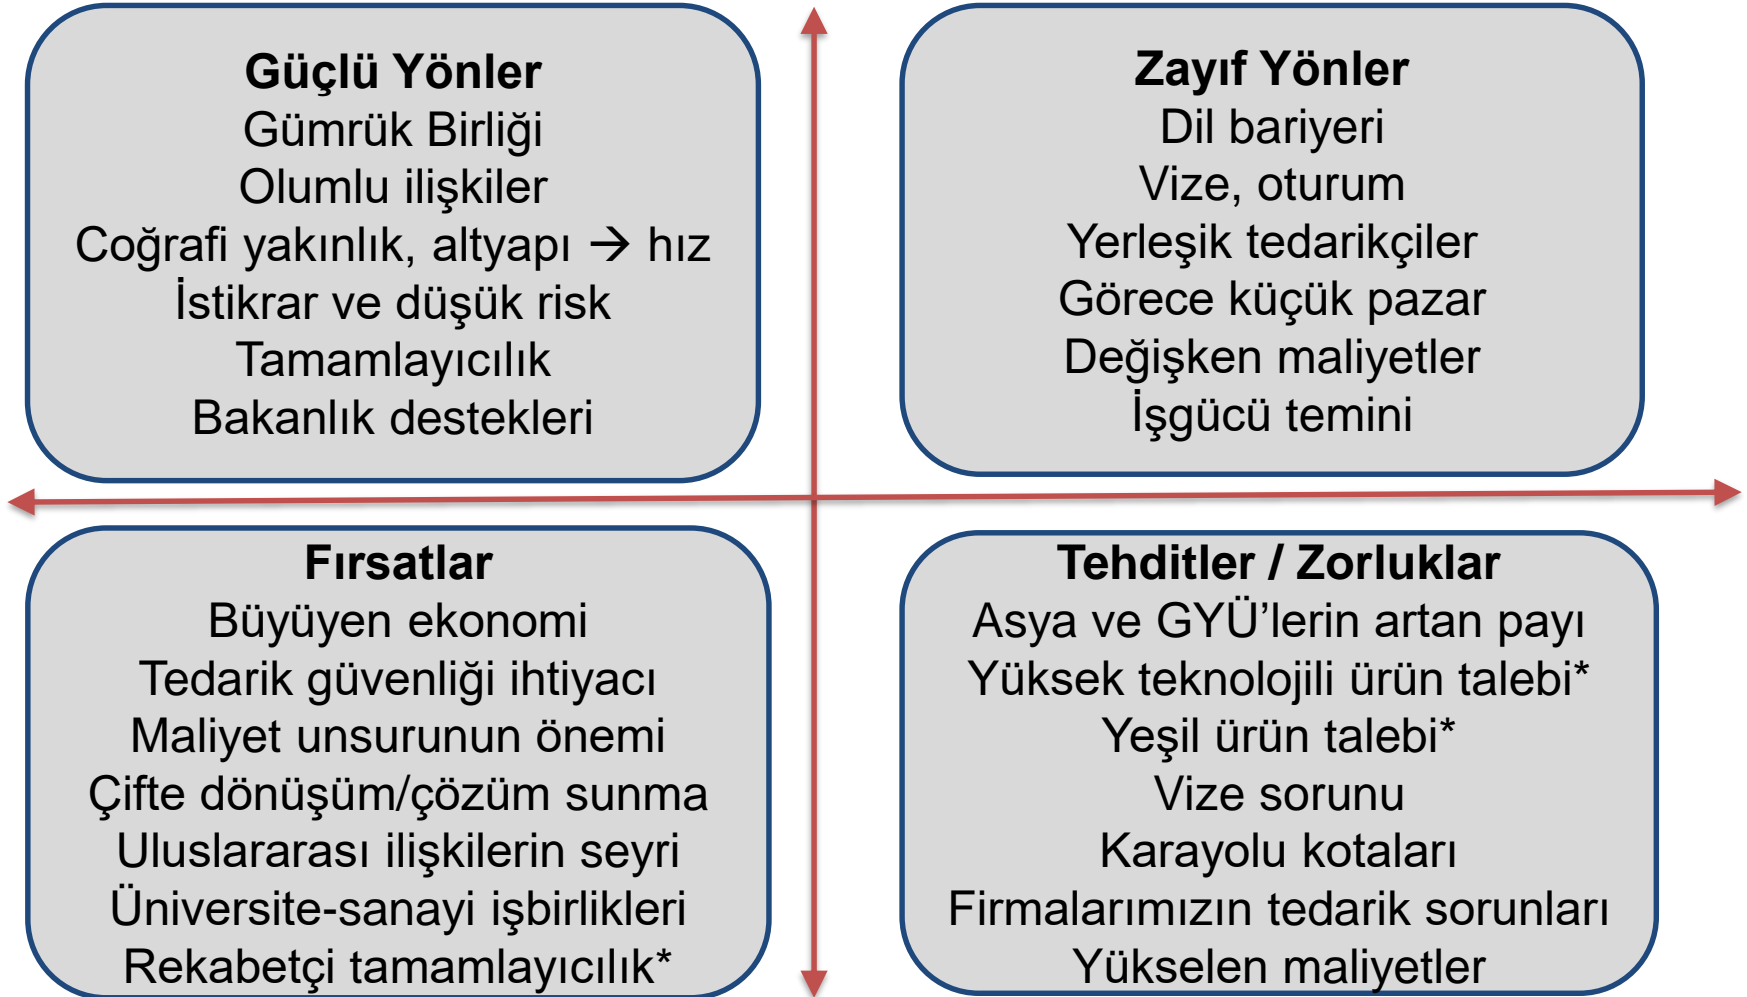 Güçlü Yönler
Gümrük Birliği
Olumlu ilişkiler
Coğrafi yakınlık, altyapı → hız
İstikrar ve düşük risk
Tamamlayıcılık
Bakanlık destekleri
Zayıf Yönler
Dil bariyeri
Vize, oturum
Yerleşik tedarikçiler
Görece küçük pazar
Değişken maliyetler
İşgücü temini
Fırsatlar
Büyüyen ekonomi
Tedarik güvenliği ihtiyacı
Maliyet unsurunun önemi
Çifte dönüşüm/çözüm sunma
Uluslararası ilişkilerin seyri
Üniversite-sanayi işbirlikleri
Rekabetçi tamamlayıcılık*
Tehditler / Zorluklar
Asya ve GYÜ’lerin artan payı
Yüksek teknolojili ürün talebi*
Yeşil ürün talebi*
Vize sorunu
Karayolu kotaları
Firmalarımızın tedarik sorunları
Yükselen maliyetler